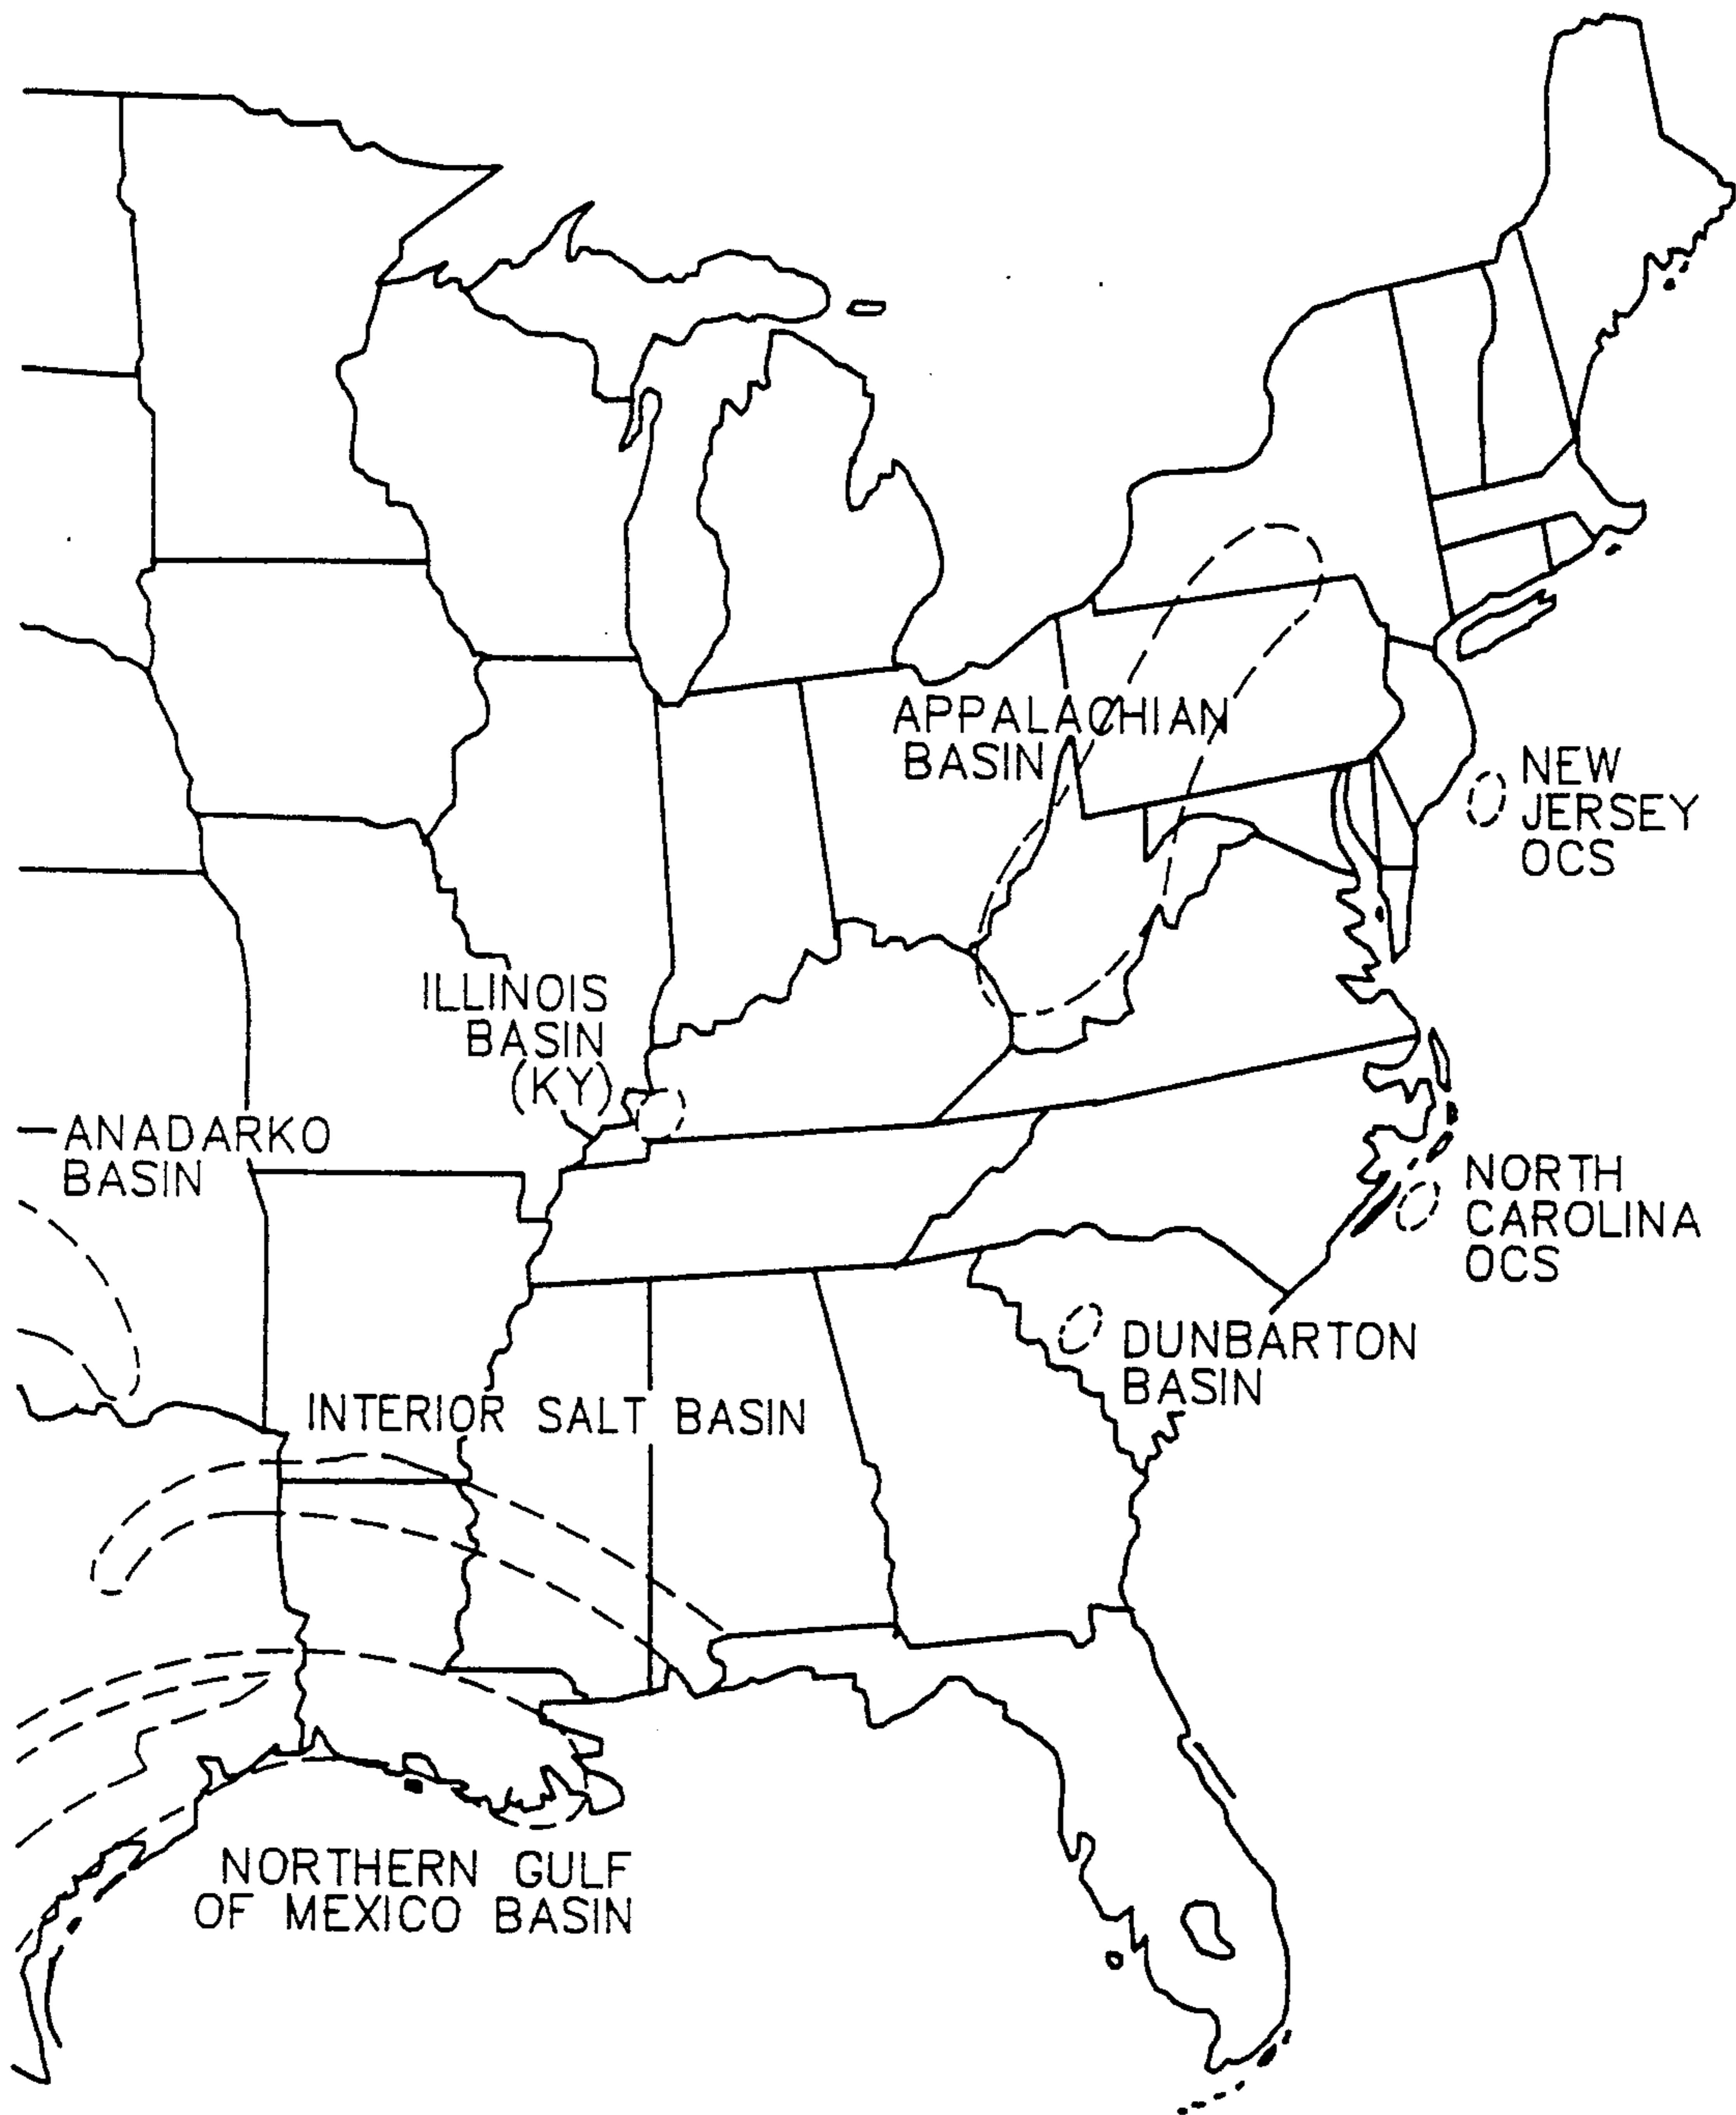 APPALACHIAN
BASIN
NEW
JERSEY
OCS
ILLINOIS
BASIN
(KY)
ANADARKO
BASIN
NORTH
CAROLINA
OCS
DUNBARTON
BASIN
INTERIOR SALT BASIN
NORTHERN GULF
OF MEXICO BASIN